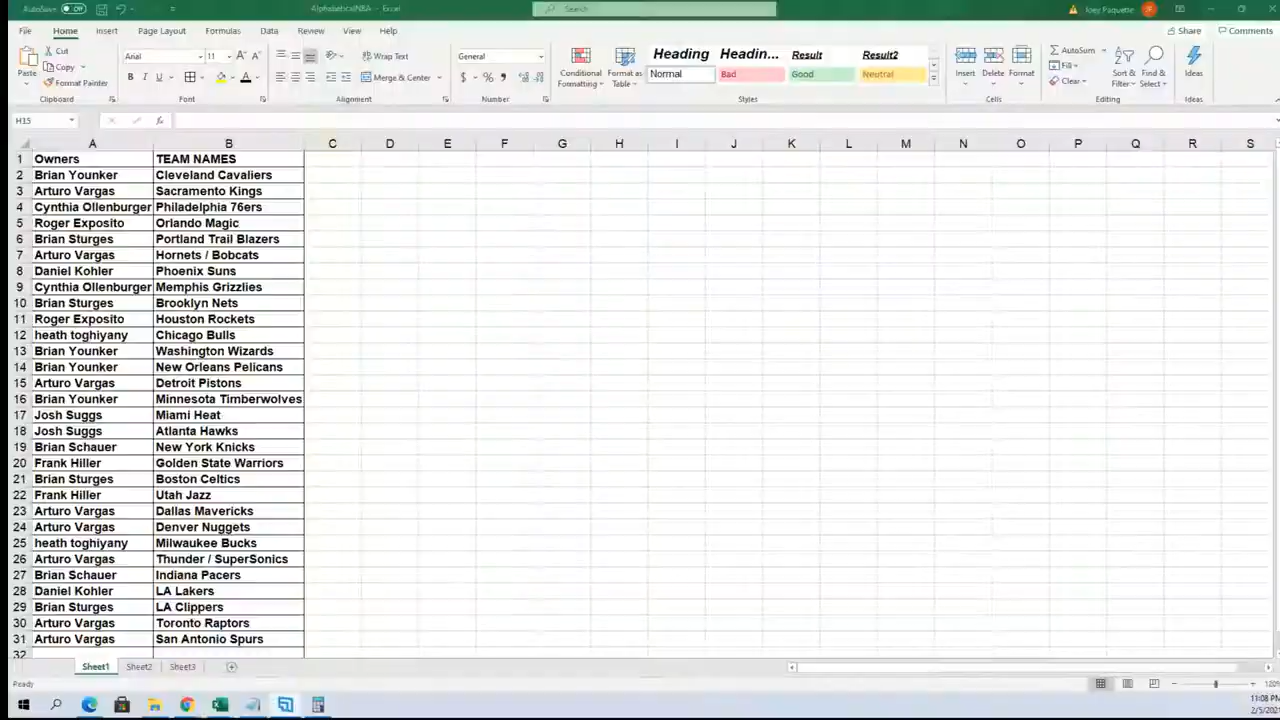 AutoSave Off AlphabeticalNBA - Excel Search Joey Paquette
File Home Insert Page Layout Formulas Data Review View Help Share Comments
Paste Cut Copy Format Painter Clipboard
Arial 11 A A B I U A Font
Wrap Text Merge & Center Alignment
General $ % , Number
Conditional Formatting Format as Table
Heading Headin... Result Result2
Normal Bad Good Neutral
Styles
Insert Delete Format Cells
AutoSum Fill Clear Sort & Filter Find & Select Editing
Ideas Ideas
H15 fx
A B C D E F G H I J K L M N O P Q R S
1 Owners TEAM NAMES
2 Brian Younker Cleveland Cavaliers
3 Arturo Vargas Sacramento Kings
4 Cynthia Ollenburger Philadelphia 76ers
5 Roger Exposito Orlando Magic
6 Brian Sturges Portland Trail Blazers
7 Arturo Vargas Hornets / Bobcats
8 Daniel Kohler Phoenix Suns
9 Cynthia Ollenburger Memphis Grizzlies
10 Brian Sturges Brooklyn Nets
11 Roger Exposito Houston Rockets
12 heath toghiyany Chicago Bulls
13 Brian Younker Washington Wizards
14 Brian Younker New Orleans Pelicans
15 Arturo Vargas Detroit Pistons
16 Brian Younker Minnesota Timberwolves
17 Josh Suggs Miami Heat
18 Josh Suggs Atlanta Hawks
19 Brian Schauer New York Knicks
20 Frank Hiller Golden State Warriors
21 Brian Sturges Boston Celtics
22 Frank Hiller Utah Jazz
23 Arturo Vargas Dallas Mavericks
24 Arturo Vargas Denver Nuggets
25 heath toghiyany Milwaukee Bucks
26 Arturo Vargas Thunder / SuperSonics
27 Brian Schauer Indiana Pacers
28 Daniel Kohler LA Lakers
29 Brian Sturges LA Clippers
30 Arturo Vargas Toronto Raptors
31 Arturo Vargas San Antonio Spurs
32
Sheet1 Sheet2 Sheet3
Ready
11:08 PM